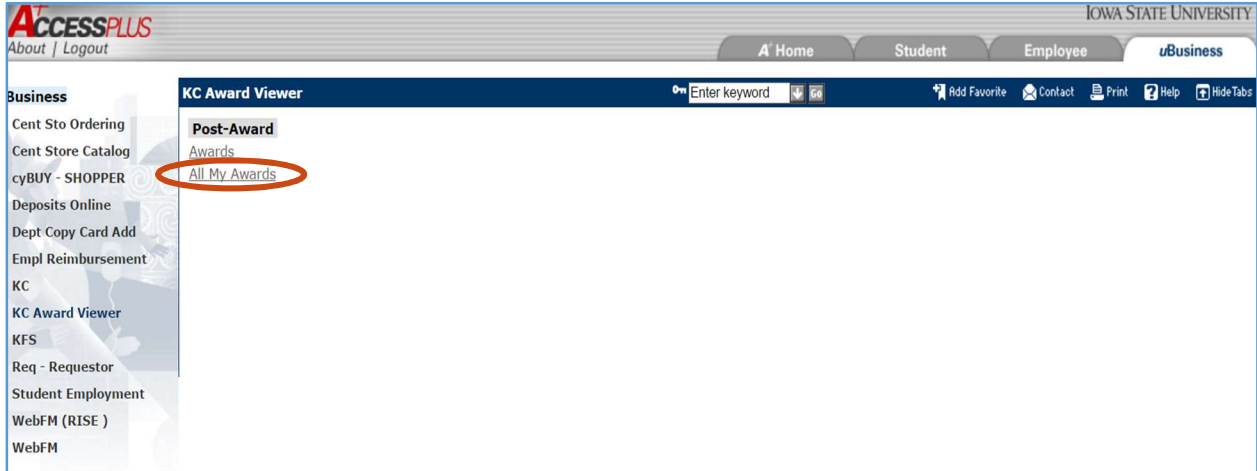 A+ccessPLUS
IOWA STATE UNIVERSITY
About | Logout
A+ Home
Student
Employee
uBusiness
Business
KC Award Viewer
Enter keyword
Go
Add Favorite
Contact
Print
Help
HideTabs
Cent Sto Ordering
Cent Store Catalog
cyBUY - SHOPPER
Deposits Online
Dept Copy Card Add
Empl Reimbursement
KC
KC Award Viewer
KFS
Req - Requestor
Student Employment
WebFM (RISE )
WebFM
Post-Award
Awards
All My Awards